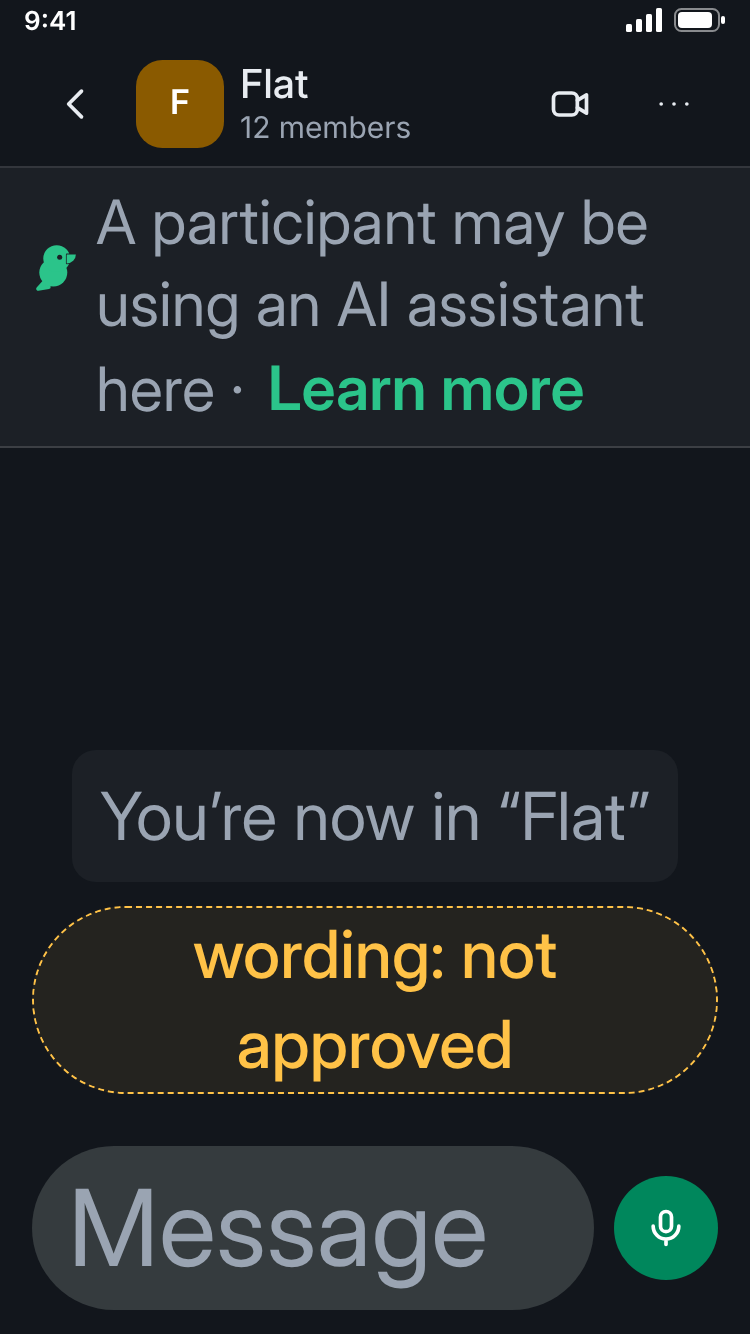 9:41
F
Flat
12 members
A participant may be
using an AI assistant
here · Learn more
You’re now in “Flat”
wording: not
approved
Message